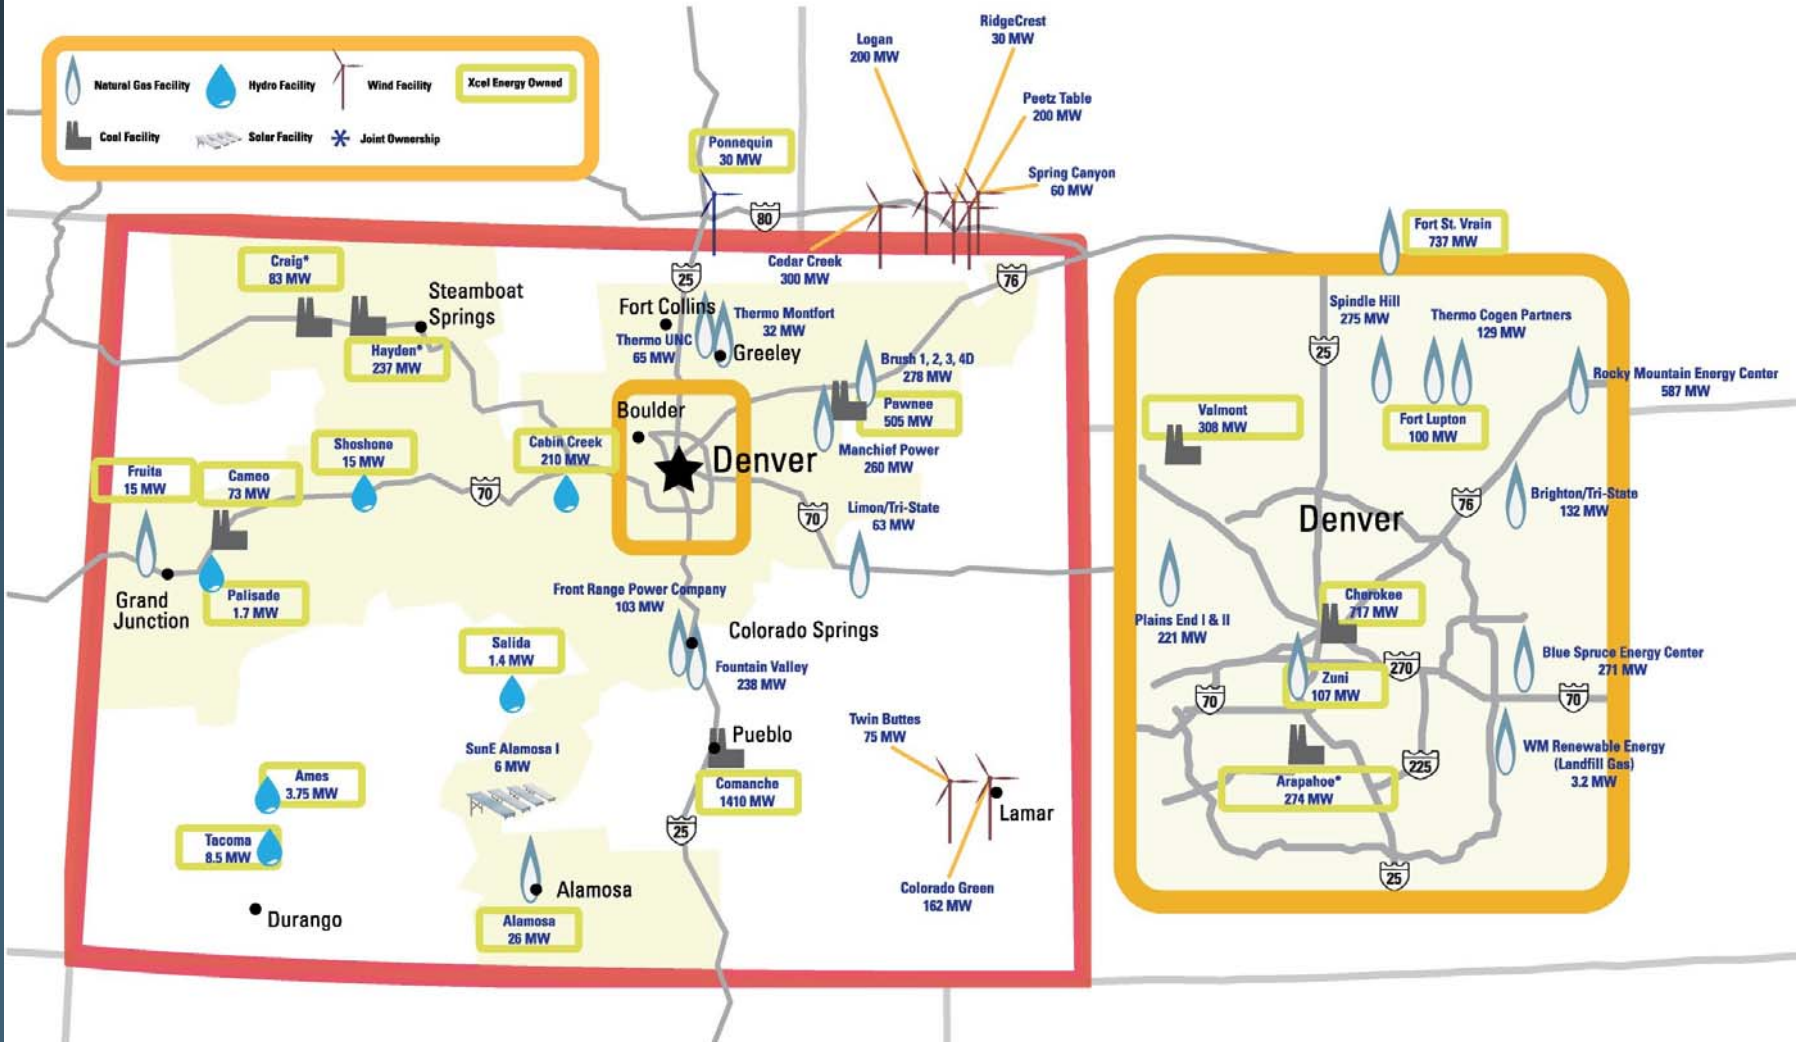 Natural Gas Facility
Hydro Facility
Wind Facility
Xcel Energy Owned
Coal Facility
Solar Facility
Joint Ownership
Logan
200 MW
RidgeCrest
30 MW
Peetz Table
200 MW
Spring Canyon
60 MW
Ponnequin
30 MW
80
Cedar Creek
300 MW
25
76
Craig*
83 MW
Steamboat
Springs
Hayden*
237 MW
Fort Collins
Thermo Montfort
32 MW
Thermo UNC
65 MW
Greeley
Brush 1, 2, 3, 4D
278 MW
Pawnee
505 MW
Manchief Power
260 MW
Boulder
Denver
Fruita
15 MW
Cameo
73 MW
Shoshone
15 MW
70
Cabin Creek
210 MW
70
Limon/Tri-State
63 MW
Grand
Junction
Palisade
1.7 MW
Front Range Power Company
103 MW
Colorado Springs
Fountain Valley
238 MW
Salida
1.4 MW
SunE Alamosa I
6 MW
Pueblo
Comanche
1410 MW
25
Twin Buttes
75 MW
Lamar
Colorado Green
162 MW
Ames
3.75 MW
Tacoma
8.5 MW
Durango
Alamosa
Alamosa
26 MW
Fort St. Vrain
737 MW
Spindle Hill
275 MW
Thermo Cogen Partners
129 MW
25
Rocky Mountain Energy Center
587 MW
Valmont
308 MW
Fort Lupton
100 MW
76
Brighton/Tri-State
132 MW
Denver
Plains End I & II
221 MW
Cherokee
717 MW
270
Blue Spruce Energy Center
271 MW
Zuni
107 MW
70
70
WM Renewable Energy
(Landfill Gas)
3.2 MW
225
Arapahoe*
274 MW
25